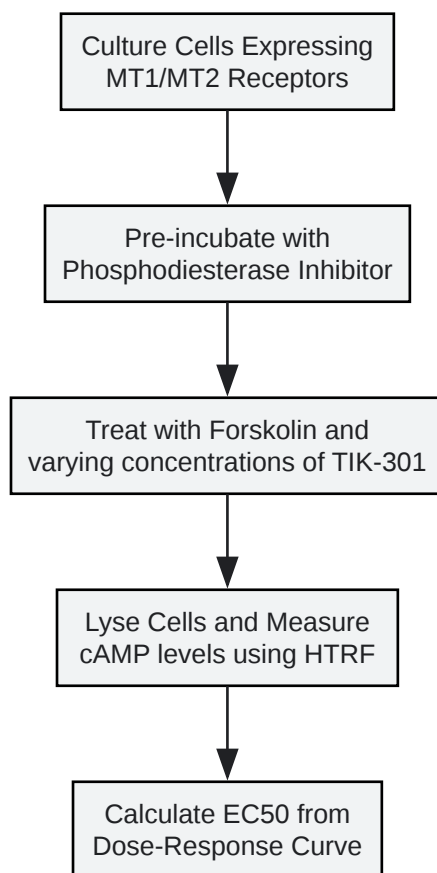 Culture Cells Expressing
MT1/MT2 Receptors
Pre-incubate with
Phosphodiesterase Inhibitor
Treat with Forskolin and
varying concentrations of TIK-301
Lyse Cells and Measure
cAMP levels using HTRF
Calculate EC50 from
Dose-Response Curve